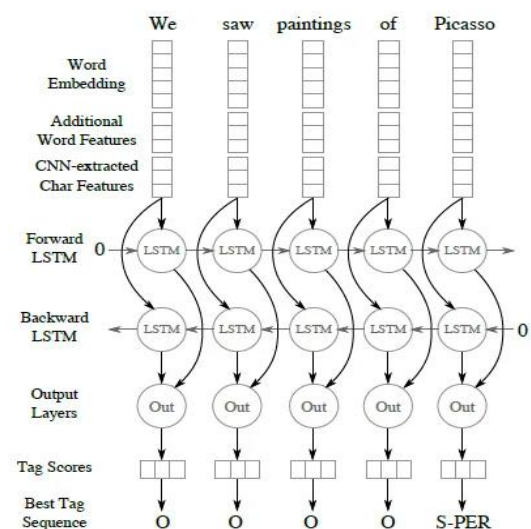 We saw paintings of Picasso
Word
Embedding
Additional
Word Features
CNN-extracted
Char Features
Forward
LSTM
0 LSTM LSTM LSTM LSTM LSTM
Backward
LSTM
LSTM LSTM LSTM LSTM LSTM 0
Output
Layers
Out Out Out Out Out
Tag Scores
Best Tag
Sequence
O O O O S-PER